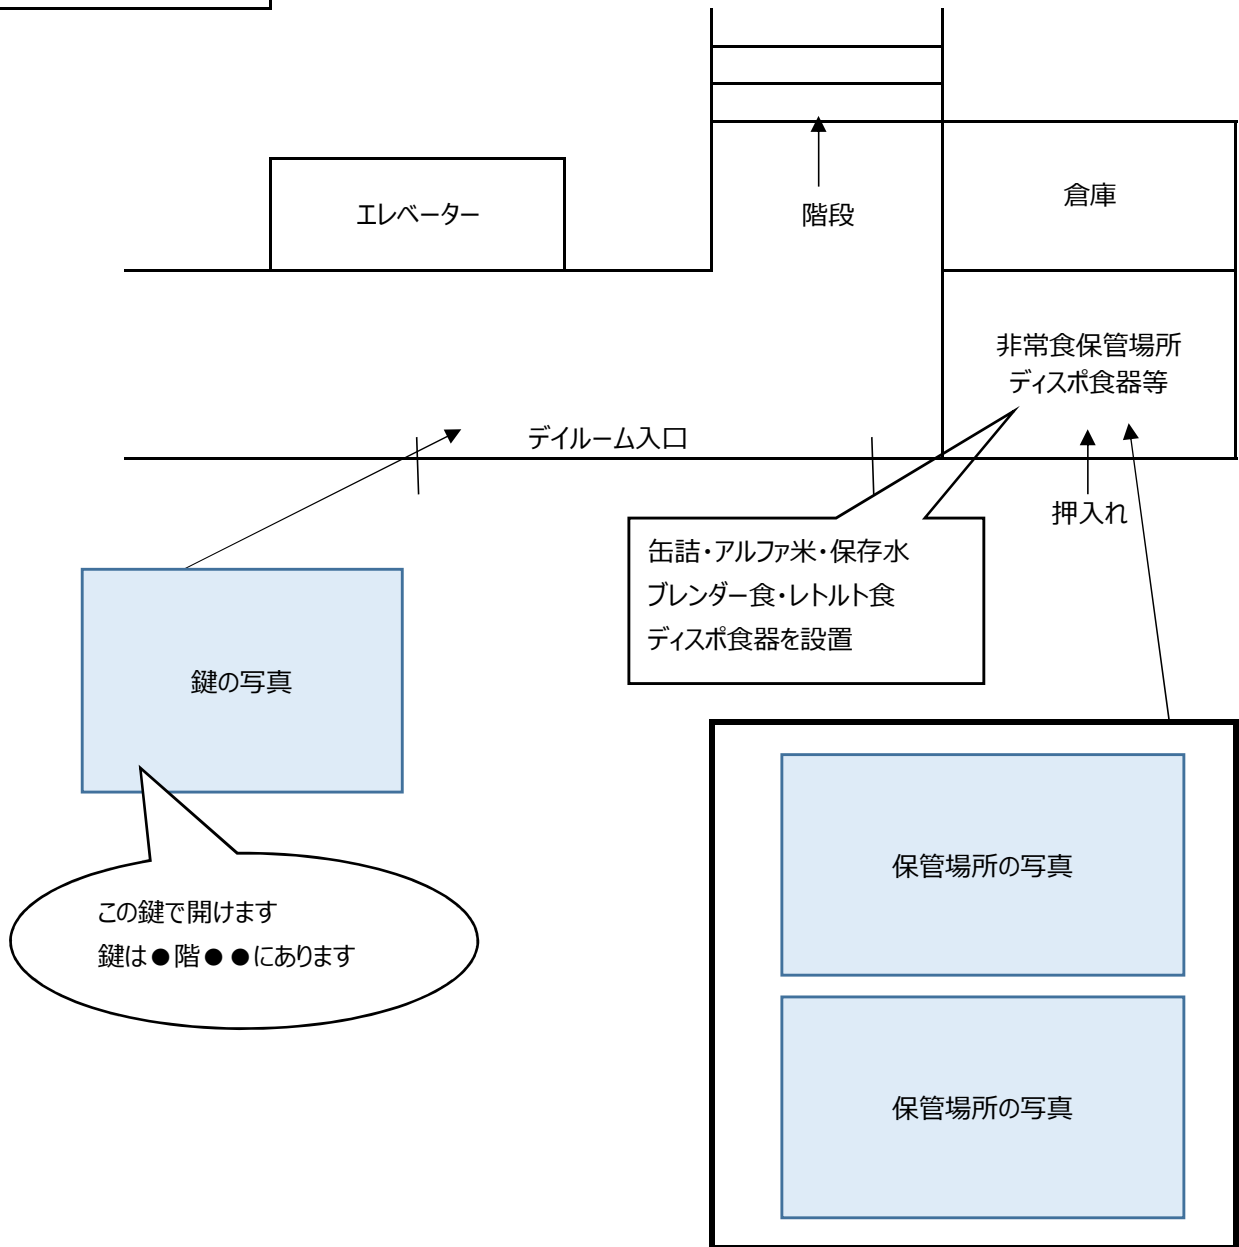 エレベーター
階段
倉庫
非常食保管場所
ディスポ食器等
デイルーム入口
押入れ
缶詰・アルファ米・保存水
ブレンダー食・レトルト食
ディスポ食器を設置
鍵の写真
この鍵で開けます
鍵は●階●●にあります
保管場所の写真
保管場所の写真